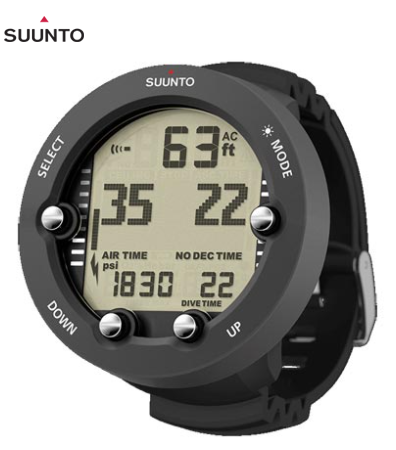 SUUNTO
SUUNTO
63 AC ft
SELECT
MODE
35 22
AIR TIME NO DEC TIME
psi
1830 22
DIVE TIME
DOWN
UP